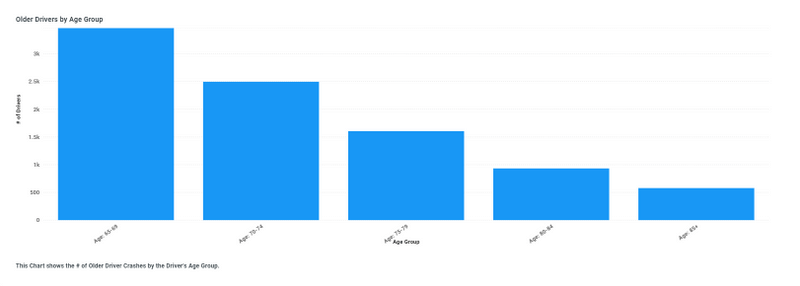 Older Drivers by Age Group
3k
2.5k
2k
1.5k
1k
500
0
# of Drivers
Age: 65-69
Age: 70-74
Age: 75-79
Age: 80-84
Age: 85+
Age Group
This Chart shows the # of Older Driver Crashes by the Driver's Age Group.